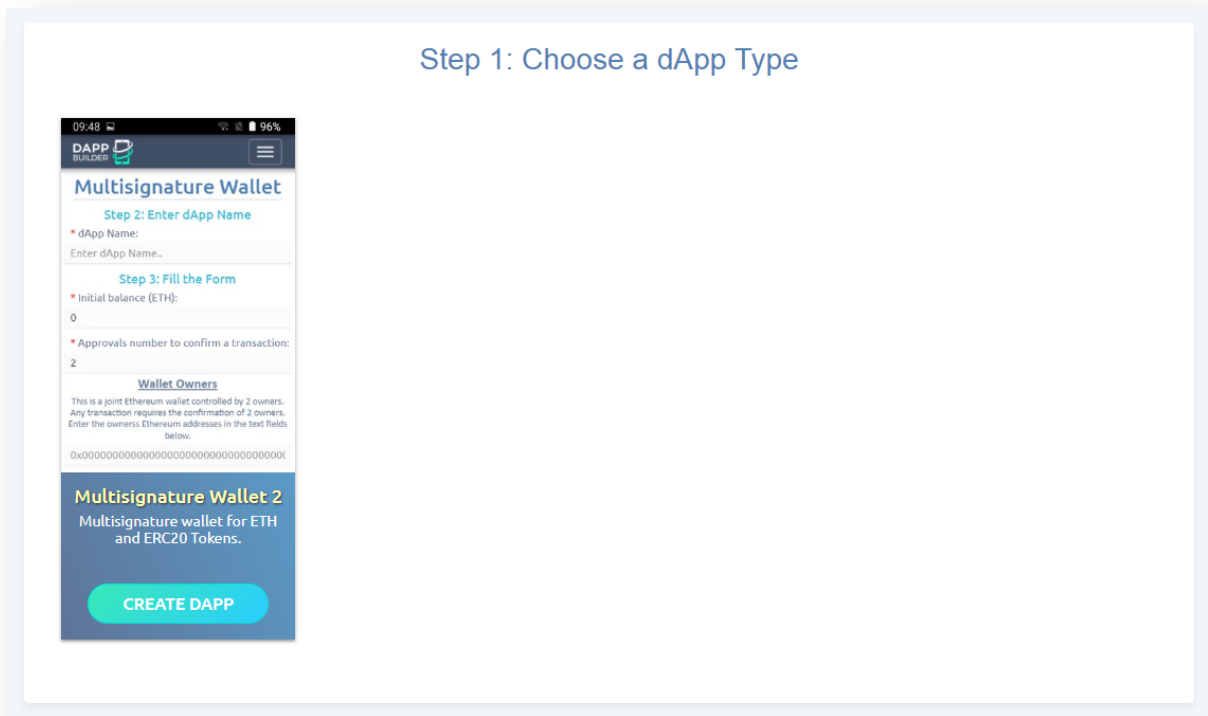 Step 1: Choose a dApp Type
09:48 96%
DAPP
BUILDER
Multisignature Wallet
Step 2: Enter dApp Name
* dApp Name:
Enter dApp Name..
Step 3: Fill the Form
* Initial balance (ETH):
0
* Approvals number to confirm a transaction:
2
Wallet Owners
This is a joint Ethereum wallet controlled by 2 owners.
Any transaction requires the confirmation of 2 owners.
Enter the ownerss Ethereum addresses in the text fields
below.
Multisignature Wallet 2
Multisignature wallet for ETH
and ERC20 Tokens.
CREATE DAPP